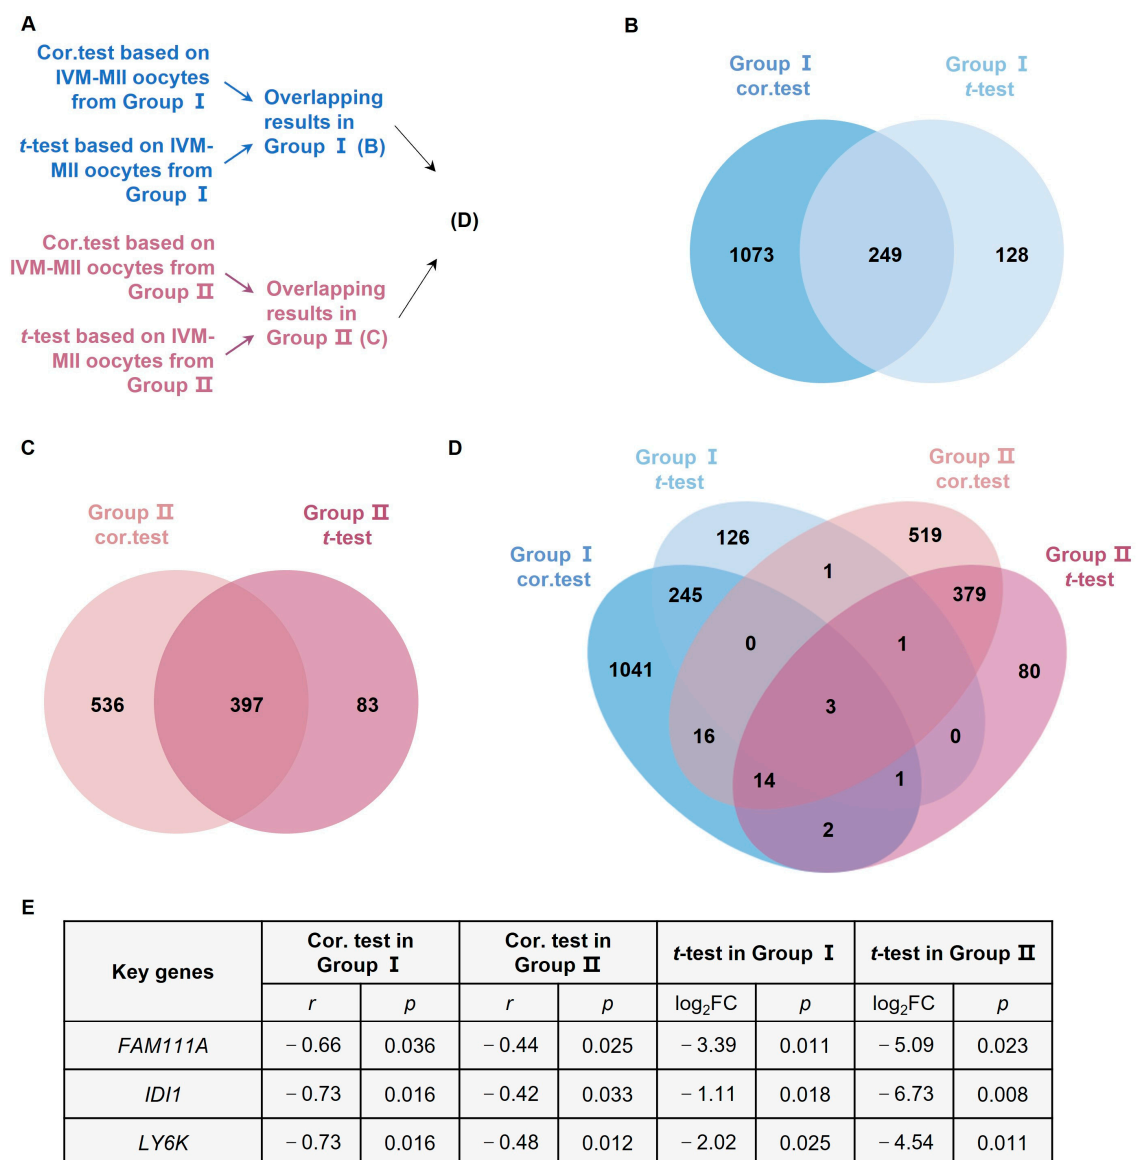 A
Cor.test based on
IVM-MII oocytes
from Group Ⅰ
t-test based on IVM-
MII oocytes from
Group Ⅰ
Overlapping
results in
Group Ⅰ (B)
(D)
Cor.test based on
IVM-MII oocytes from
Group Ⅱ
t-test based on IVM-
MII oocytes from
Group Ⅱ
Overlapping
results in
Group Ⅱ (C)
B
Group Ⅰ
cor.test
Group Ⅰ
t-test
1073
249
128
C
Group Ⅱ
cor.test
Group Ⅱ
t-test
536
397
83
D
Group Ⅰ
cor.test
Group Ⅰ
t-test
Group Ⅱ
cor.test
Group Ⅱ
t-test
126
519
1
245
379
0
1
1041
80
3
16
0
14
1
2
E
Key genes
Cor. test in
Group Ⅰ
Cor. test in
Group Ⅱ
t-test in Group Ⅰ
t-test in Group Ⅱ
r p r p log₂FC p log₂FC p
FAM111A −0.66 0.036 −0.44 0.025 −3.39 0.011 −5.09 0.023
IDI1 −0.73 0.016 −0.42 0.033 −1.11 0.018 −6.73 0.008
LY6K −0.73 0.016 −0.48 0.012 −2.02 0.025 −4.54 0.011